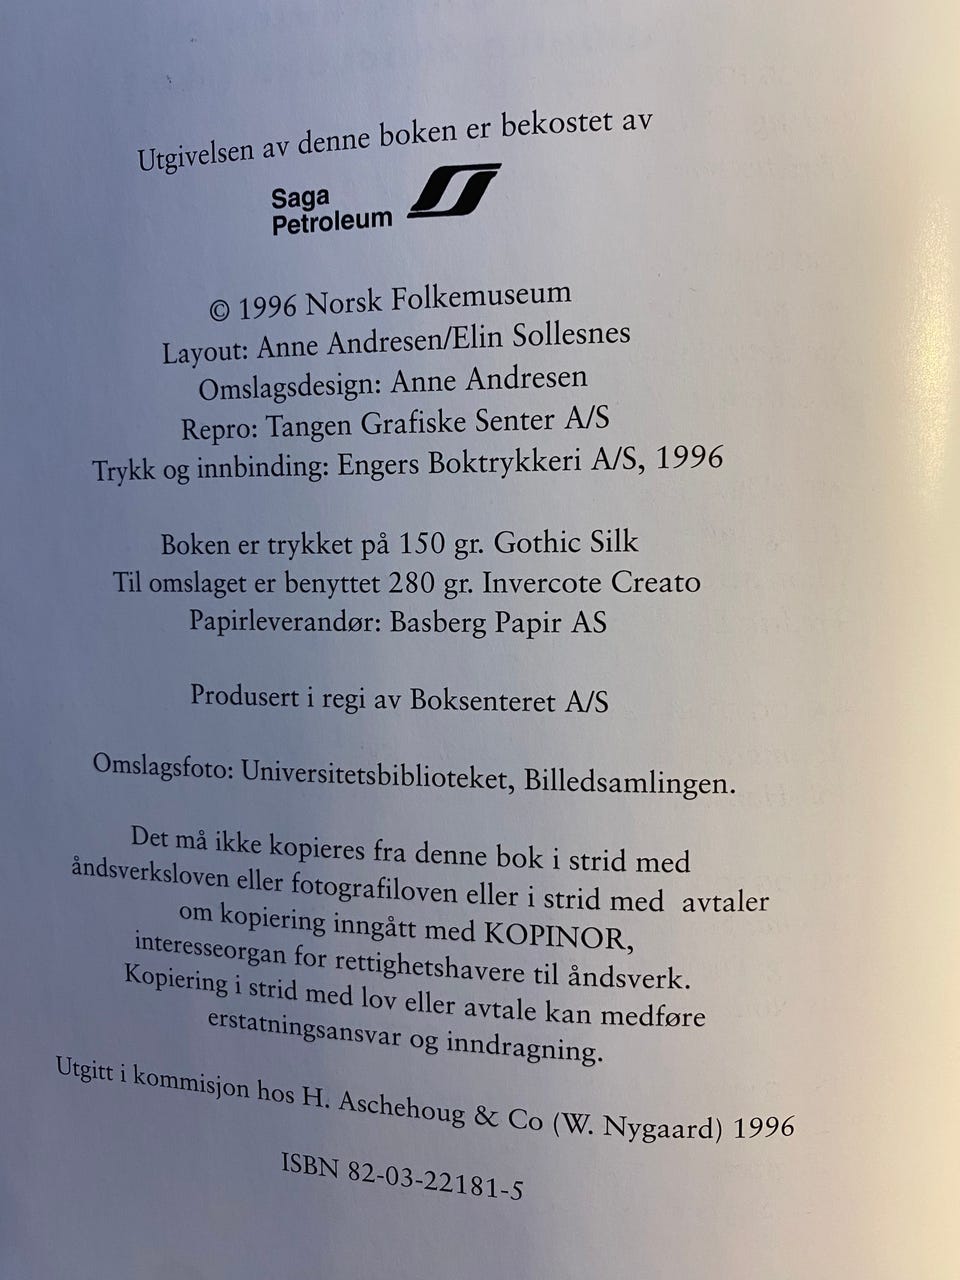 Utgivelsen av denne boken er bekostet av
Saga
Petroleum
© 1996 Norsk Folkemuseum
Layout: Anne Andresen/Elin Sollesnes
Omslagsdesign: Anne Andresen
Repro: Tangen Grafiske Senter A/S
Trykk og innbinding: Engers Boktrykkeri A/S, 1996
Boken er trykket på 150 gr. Gothic Silk
Til omslaget er benyttet 280 gr. Invercote Creato
Papirleverandør: Basberg Papir AS
Produsert i regi av Boksenteret A/S
Omslagsfoto: Universitetsbiblioteket, Billedsamlingen.
Det må ikke kopieres fra denne bok i strid med
åndsverksloven eller fotografiloven eller i strid med avtaler
om kopiering inngått med KOPINOR,
interesseorgan for rettighetshavere til åndsverk.
Kopiering i strid med lov eller avtale kan medføre
erstatningsansvar og inndragning.
Utgitt i kommisjon hos H. Aschehoug & Co (W. Nygaard) 1996
ISBN 82-03-22181-5